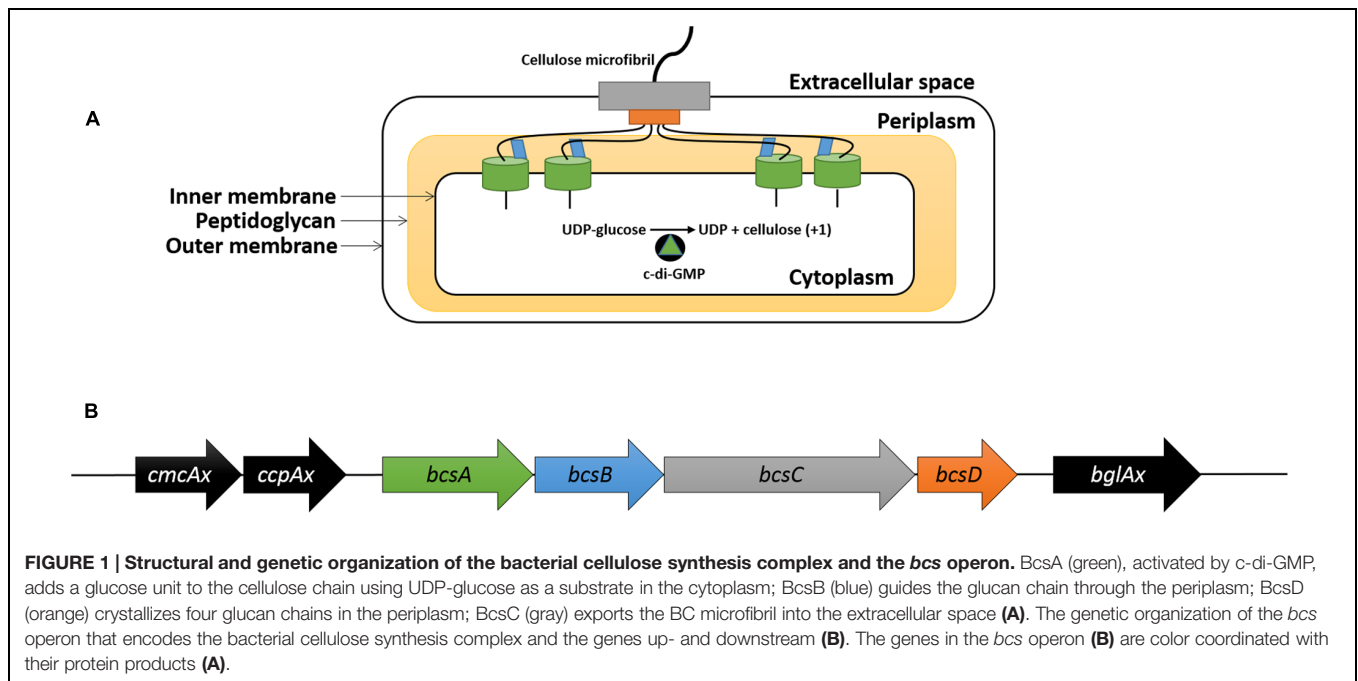 A
Cellulose microfibril
Extracellular space
Periplasm
Inner membrane
Peptidoglycan
Outer membrane
UDP-glucose
UDP + cellulose (+1)
c-di-GMP
Cytoplasm
B
cmcAx
ccpAx
bcsA
bcsB
bcsC
bcsD
bglAx
FIGURE 1 | Structural and genetic organization of the bacterial cellulose synthesis complex and the bcs operon. BcsA (green), activated by c-di-GMP,
adds a glucose unit to the cellulose chain using UDP-glucose as a substrate in the cytoplasm; BcsB (blue) guides the glucan chain through the periplasm; BcsD
(orange) crystallizes four glucan chains in the periplasm; BcsC (gray) exports the BC microfibril into the extracellular space (A). The genetic organization of the bcs
operon that encodes the bacterial cellulose synthesis complex and the genes up- and downstream (B). The genes in the bcs operon (B) are color coordinated with
their protein products (A).